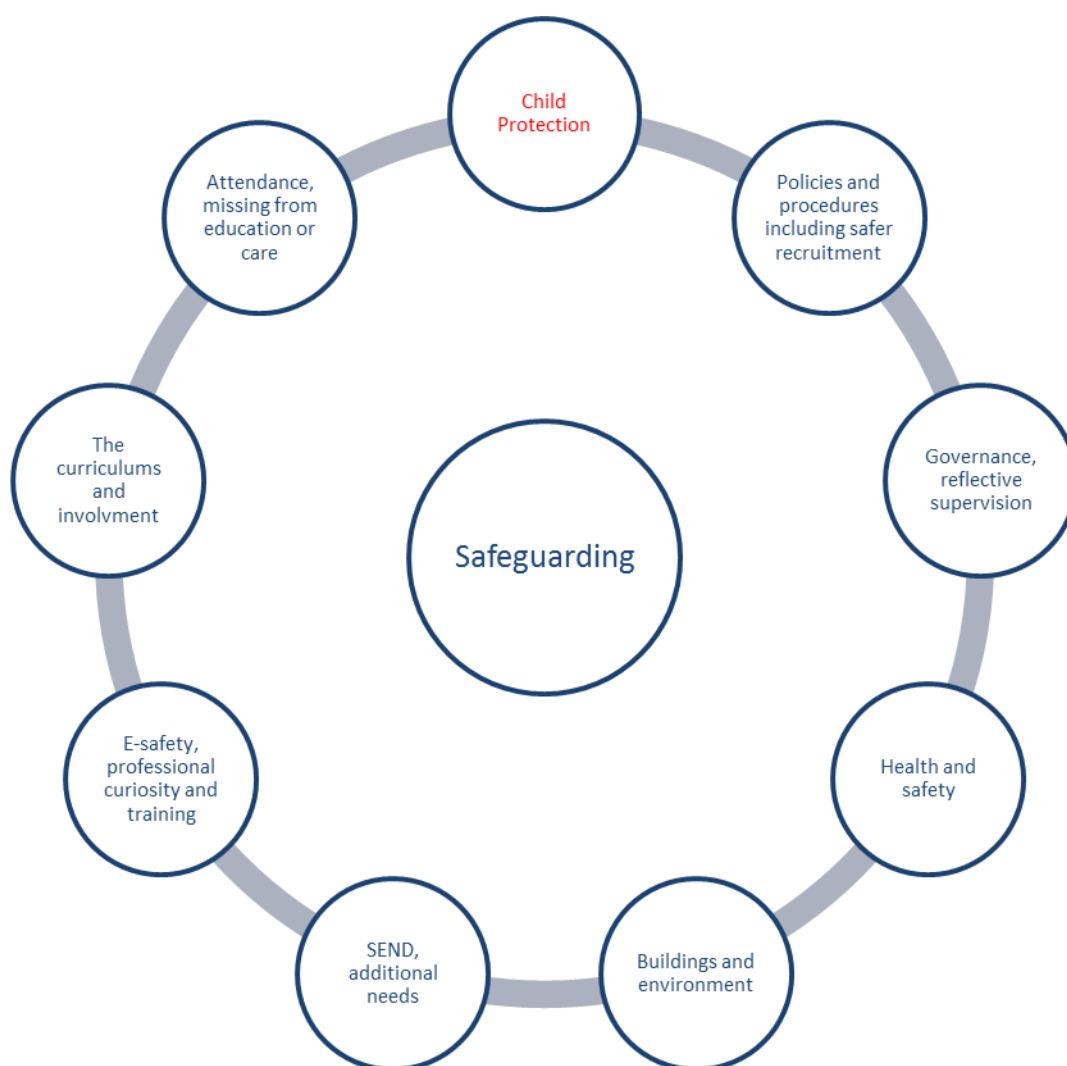 Child
Protection
Policies and
procedures
including safer
recruitment
Governance,
reflective
supervision
Health and
safety
Buildings and
environment
SEND,
additional
needs
E-safety,
professional
curiosity and
training
The
curriculums
and
involvment
Attendance,
missing from
education or
care
Safeguarding